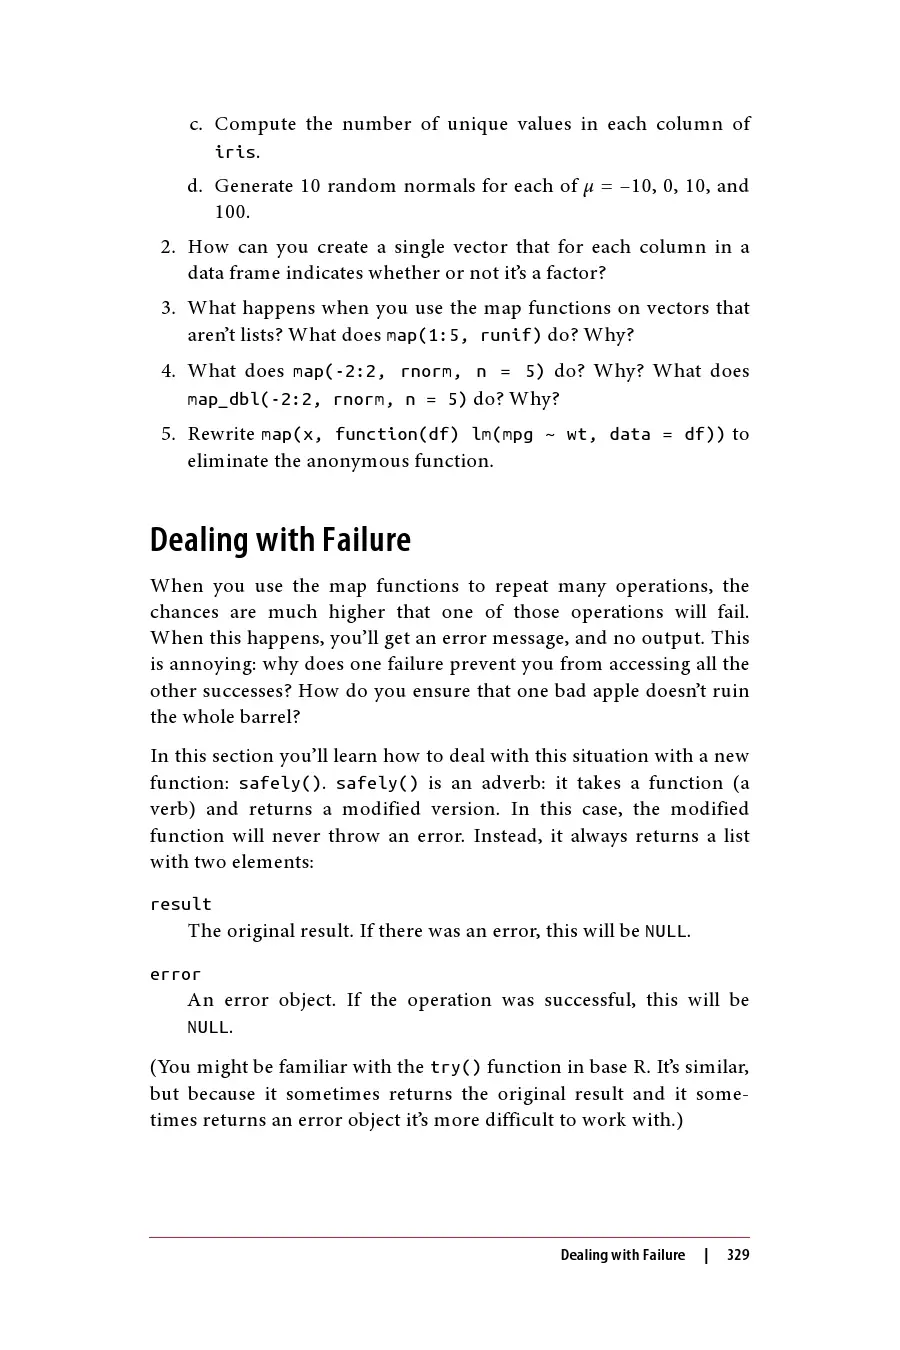 c. Compute the number of unique values in each column of
iris.
d. Generate 10 random normals for each of μ = –10, 0, 10, and
100.
2. How can you create a single vector that for each column in a
data frame indicates whether or not it’s a factor?
3. What happens when you use the map functions on vectors that
aren’t lists? What does map(1:5, runif) do? Why?
4. What does map(-2:2, rnorm, n = 5) do? Why? What does
map_dbl(-2:2, rnorm, n = 5) do? Why?
5. Rewrite map(x, function(df) lm(mpg ~ wt, data = df)) to
eliminate the anonymous function.
Dealing with Failure
When you use the map functions to repeat many operations, the
chances are much higher that one of those operations will fail.
When this happens, you’ll get an error message, and no output. This
is annoying: why does one failure prevent you from accessing all the
other successes? How do you ensure that one bad apple doesn’t ruin
the whole barrel?
In this section you’ll learn how to deal with this situation with a new
function: safely(). safely() is an adverb: it takes a function (a
verb) and returns a modified version. In this case, the modified
function will never throw an error. Instead, it always returns a list
with two elements:
result
The original result. If there was an error, this will be NULL.
error
An error object. If the operation was successful, this will be
NULL.
(You might be familiar with the try() function in base R. It’s similar,
but because it sometimes returns the original result and it some-
times returns an error object it’s more difficult to work with.)
Dealing with Failure | 329